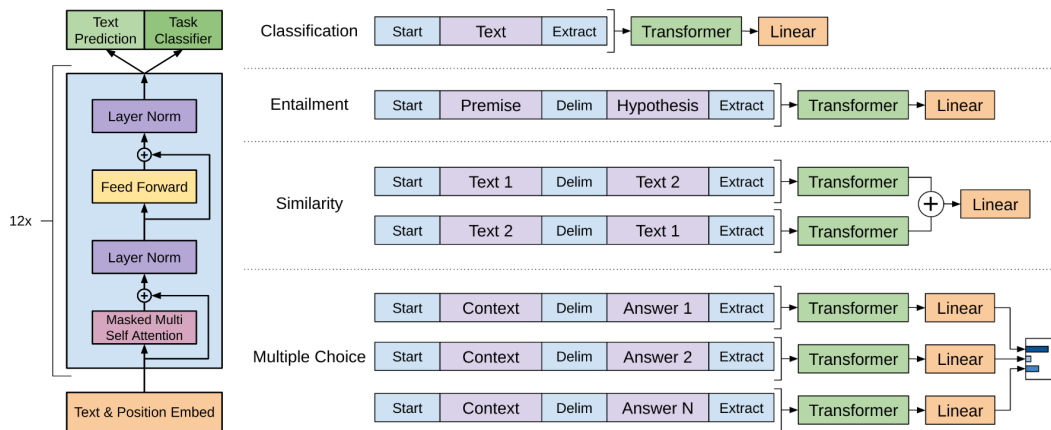 Text
Prediction
Task
Classifier
12x
Layer Norm
+
Feed Forward
Layer Norm
+
Masked Multi
Self Attention
Text & Position Embed
Classification
Start Text Extract Transformer Linear
Entailment
Start Premise Delim Hypothesis Extract Transformer Linear
Similarity
Start Text 1 Delim Text 2 Extract Transformer
+ Linear
Start Text 2 Delim Text 1 Extract Transformer
Multiple Choice
Start Context Delim Answer 1 Extract Transformer Linear
Start Context Delim Answer 2 Extract Transformer Linear
Start Context Delim Answer N Extract Transformer Linear